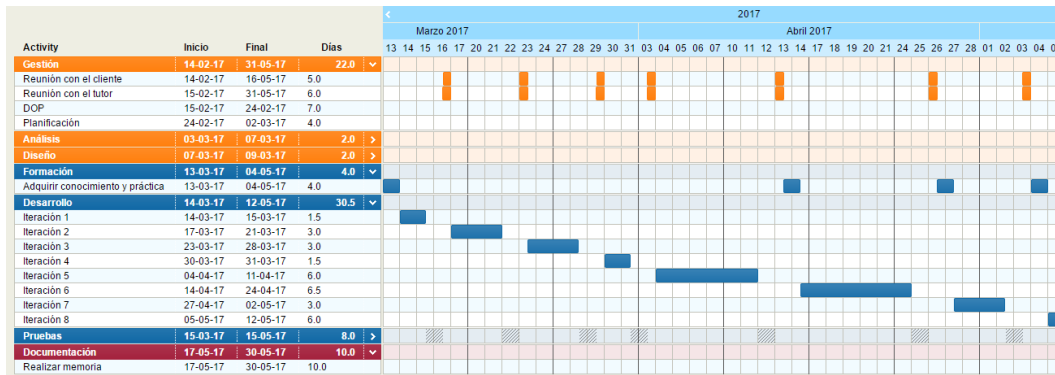 2017
Marzo 2017 Abril 2017
Activity Inicio Final Días 13 14 15 16 17 20 21 22 23 24 27 28 29 30 31 03 04 05 06 07 10 11 12 13 14 17 18 19 20 21 24 25 26 27 28 01 02 03 04
Gestión 14-02-17 31-05-17 22.0
Reunión con el cliente 14-02-17 16-05-17 5.0
Reunión con el tutor 15-02-17 31-05-17 6.0
DOP 15-02-17 24-02-17 7.0
Planificación 24-02-17 02-03-17 4.0
Análisis 03-03-17 07-03-17 2.0
Diseño 07-03-17 09-03-17 2.0
Formación 13-03-17 04-05-17 4.0
Adquirir conocimiento y práctica 13-03-17 04-05-17 4.0
Desarrollo 14-03-17 12-05-17 30.5
Iteración 1 14-03-17 15-03-17 1.5
Iteración 2 17-03-17 21-03-17 3.0
Iteración 3 23-03-17 28-03-17 3.0
Iteración 4 30-03-17 31-03-17 1.5
Iteración 5 04-04-17 11-04-17 6.0
Iteración 6 14-04-17 24-04-17 6.5
Iteración 7 27-04-17 02-05-17 3.0
Iteración 8 05-05-17 12-05-17 6.0
Pruebas 15-03-17 15-05-17 8.0
Documentación 17-05-17 30-05-17 10.0
Realizar memoria 17-05-17 30-05-17 10.0